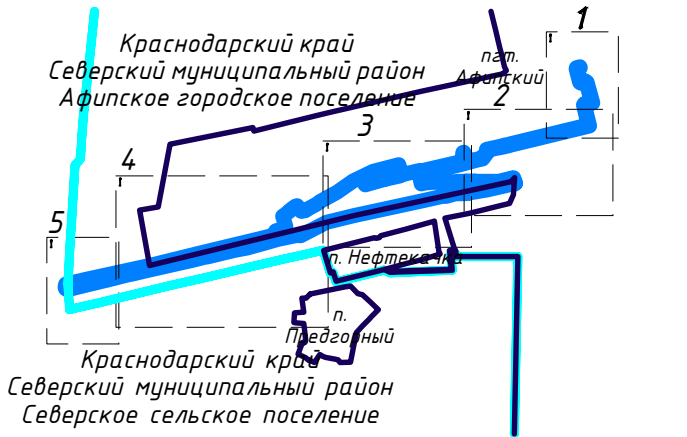 1
Краснодарский край
Северский муниципальный район
Афипское городское поселение
пгт.
Афипский
2
3
4
5
п. Нефтекачка
п.
Предгорный
Краснодарский край
Северский муниципальный район
Северское сельское поселение